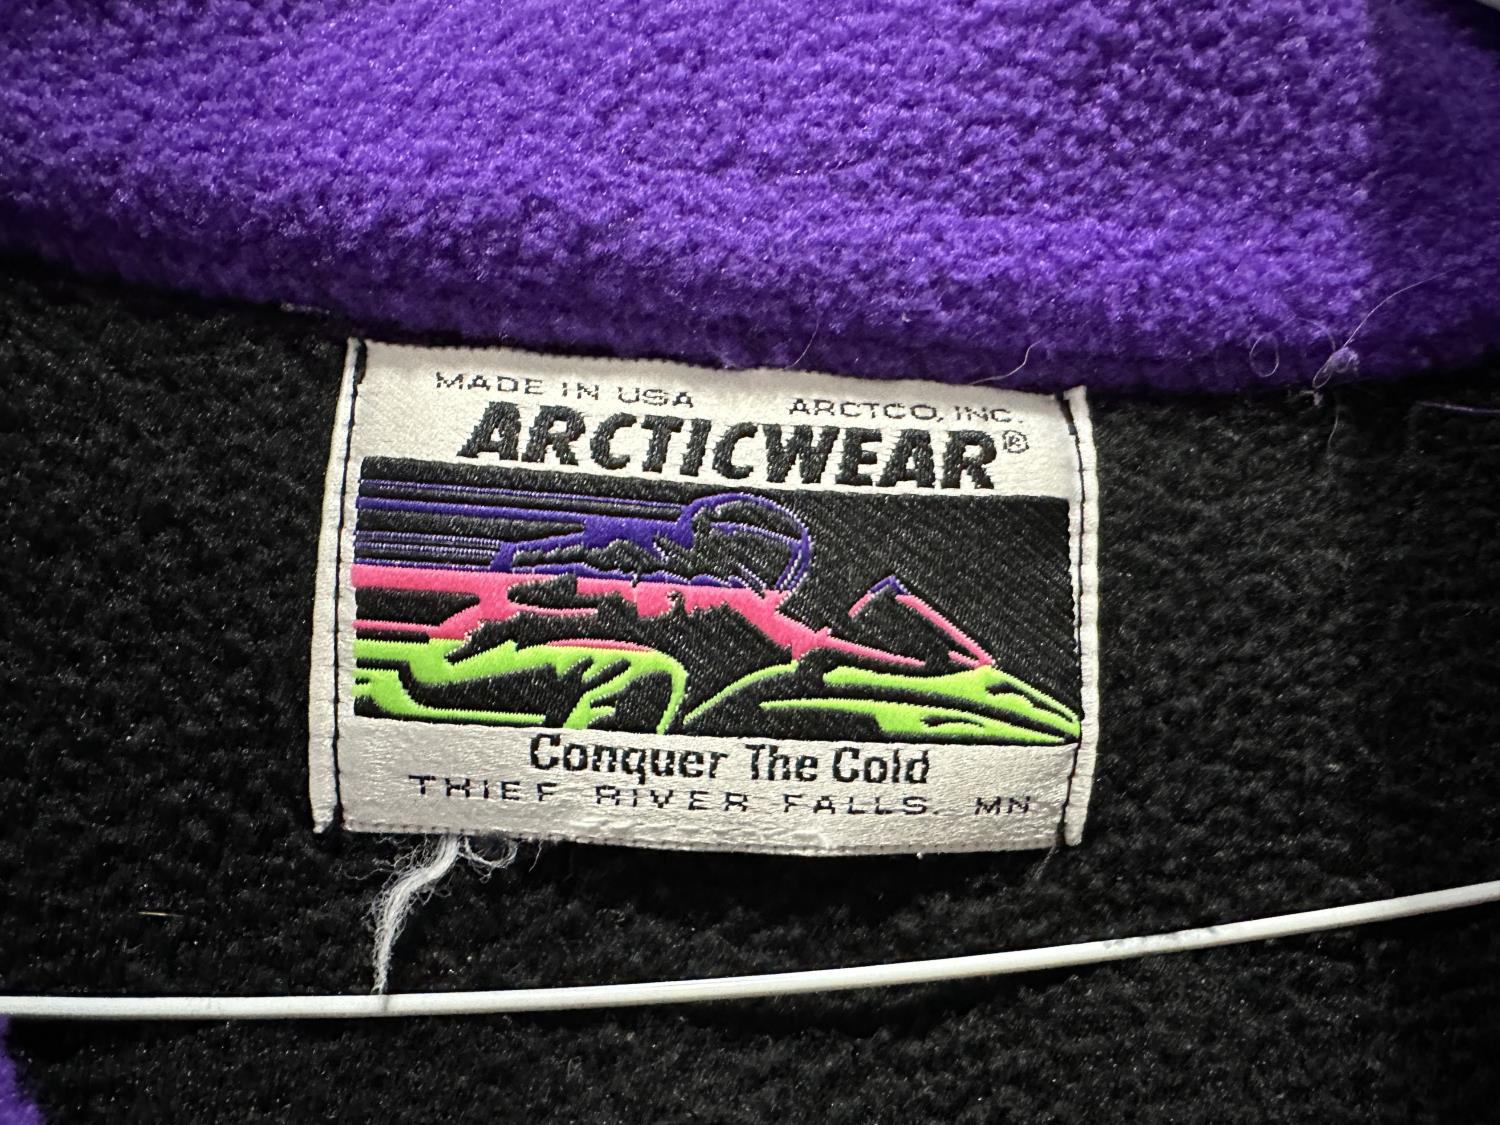 MADE IN USA ARCTCO, INC.
ARCTICWEAR®
Conquer The Cold
THIEF RIVER FALLS, MN